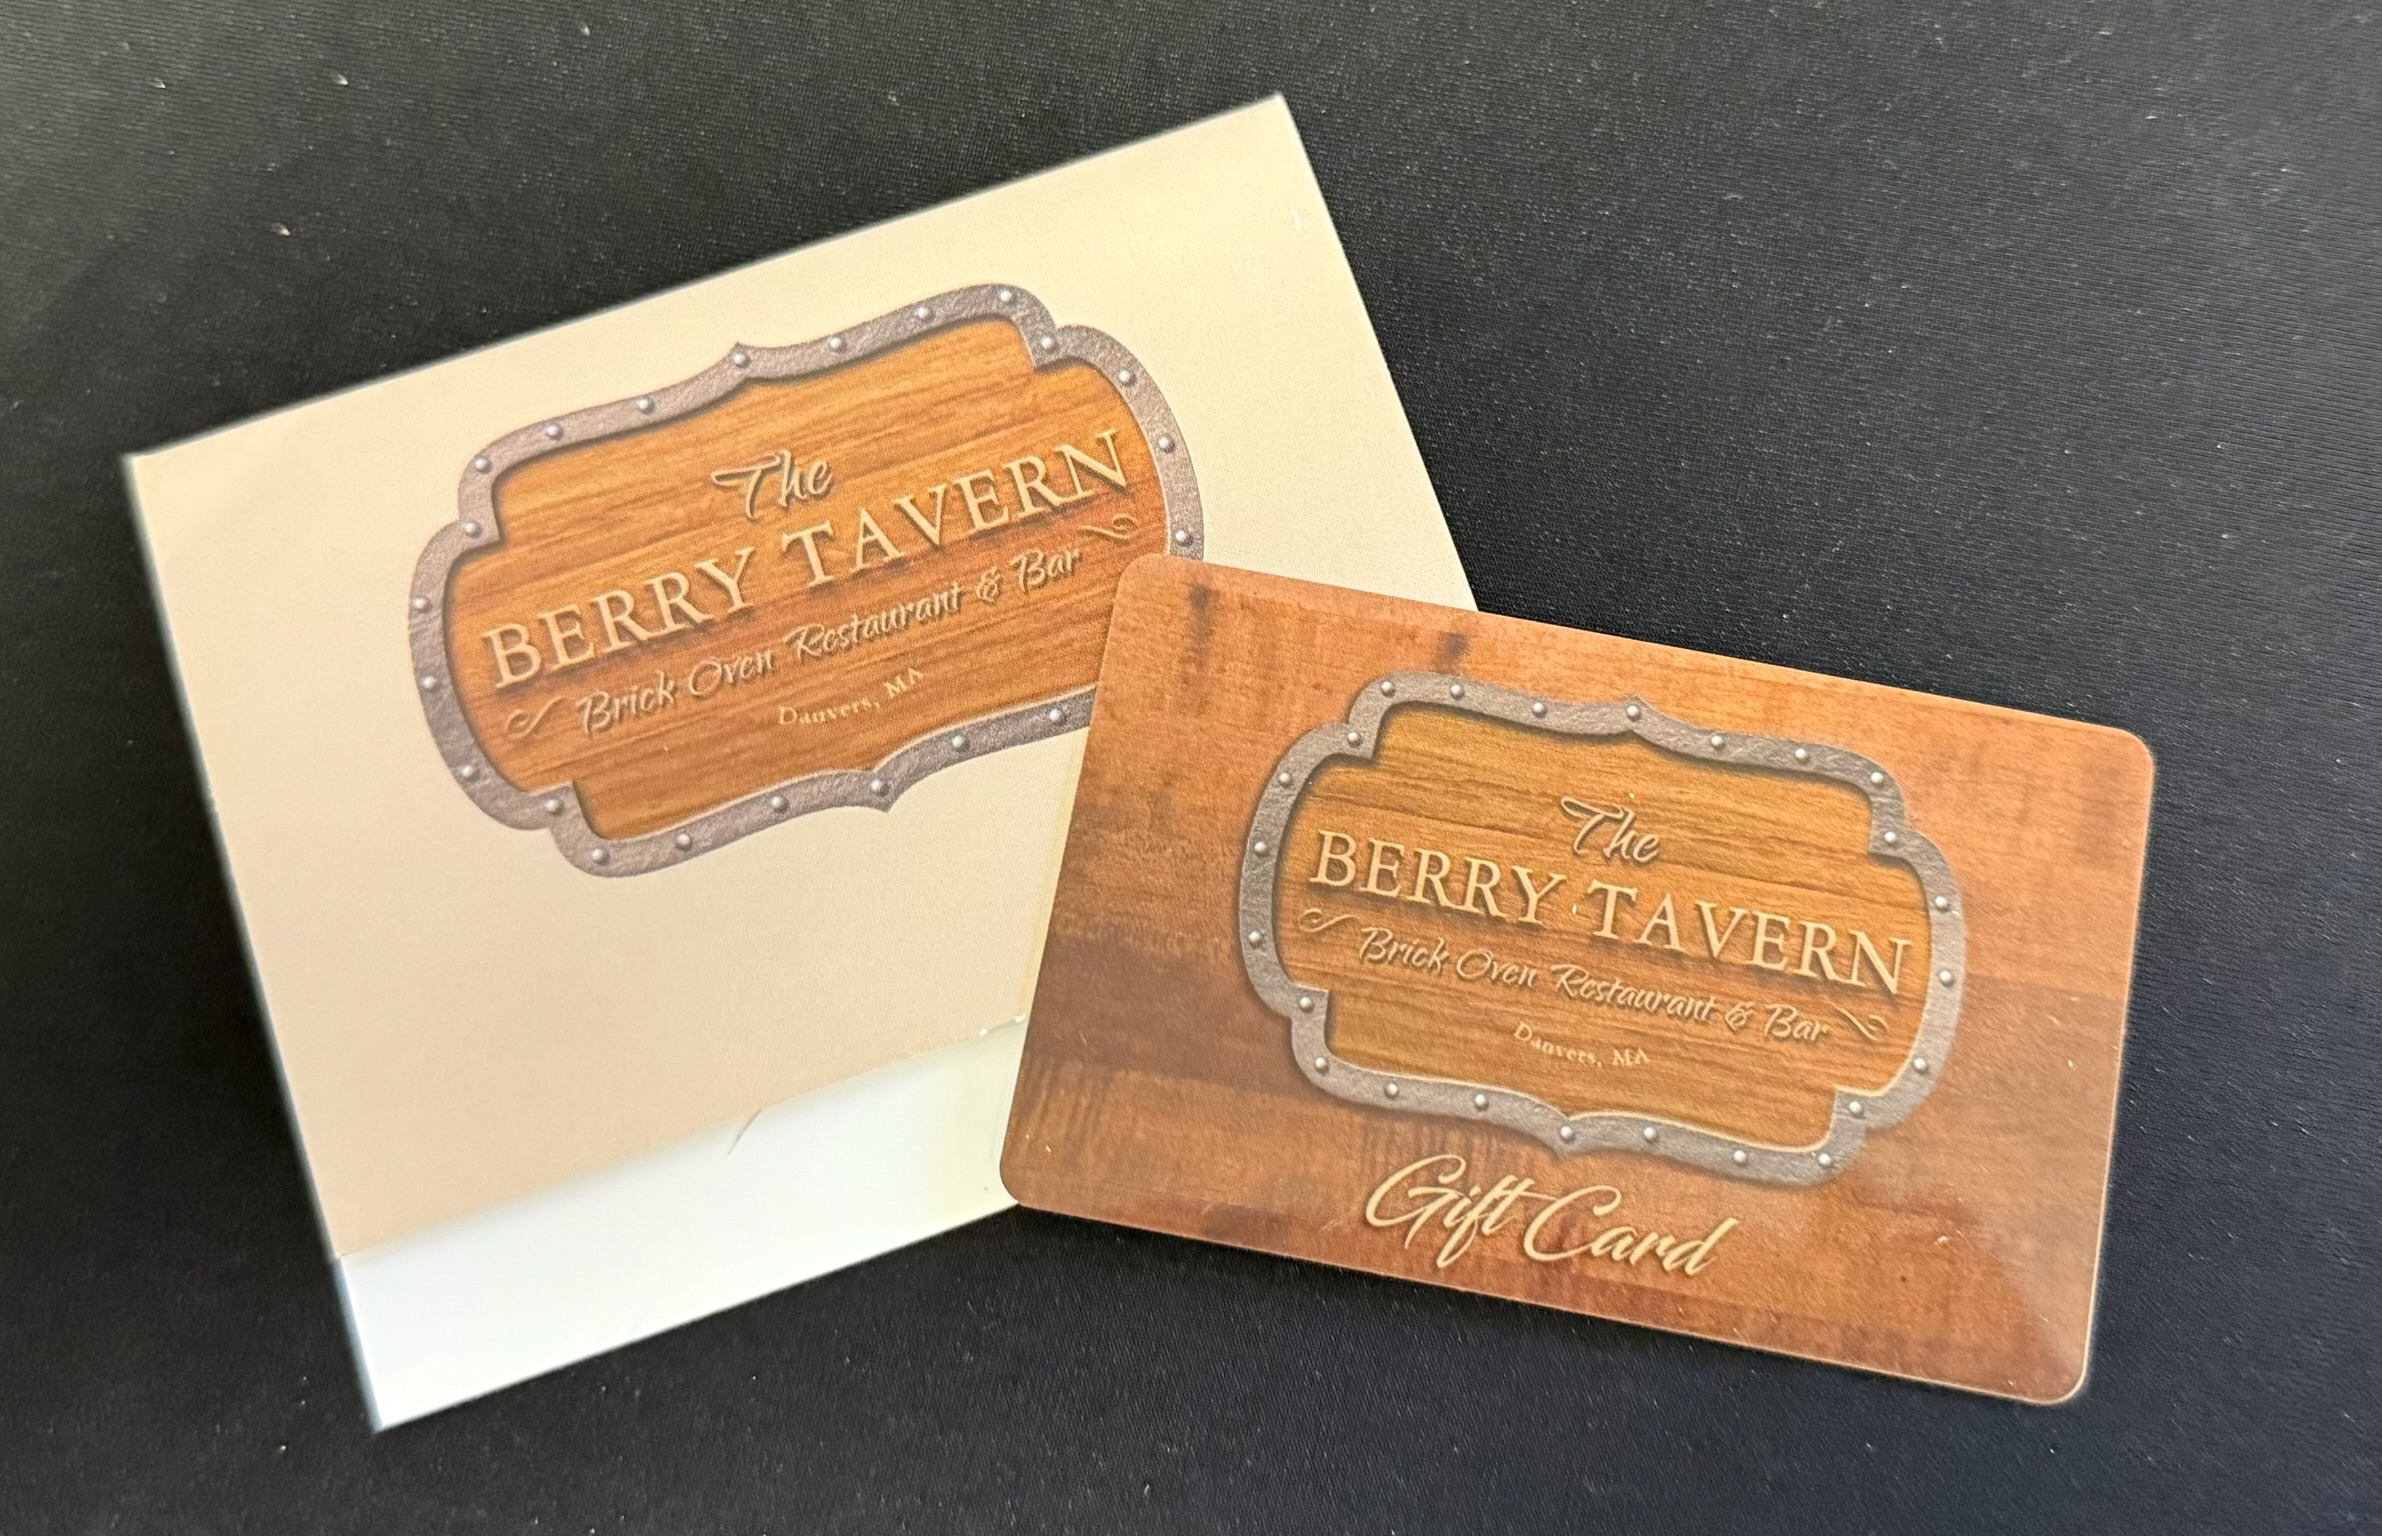 The
BERRY TAVERN
Brick Oven Restaurant & Bar
Danvers, MA
The
BERRY TAVERN
Brick Oven Restaurant & Bar
Danvers, MA
Gift Card